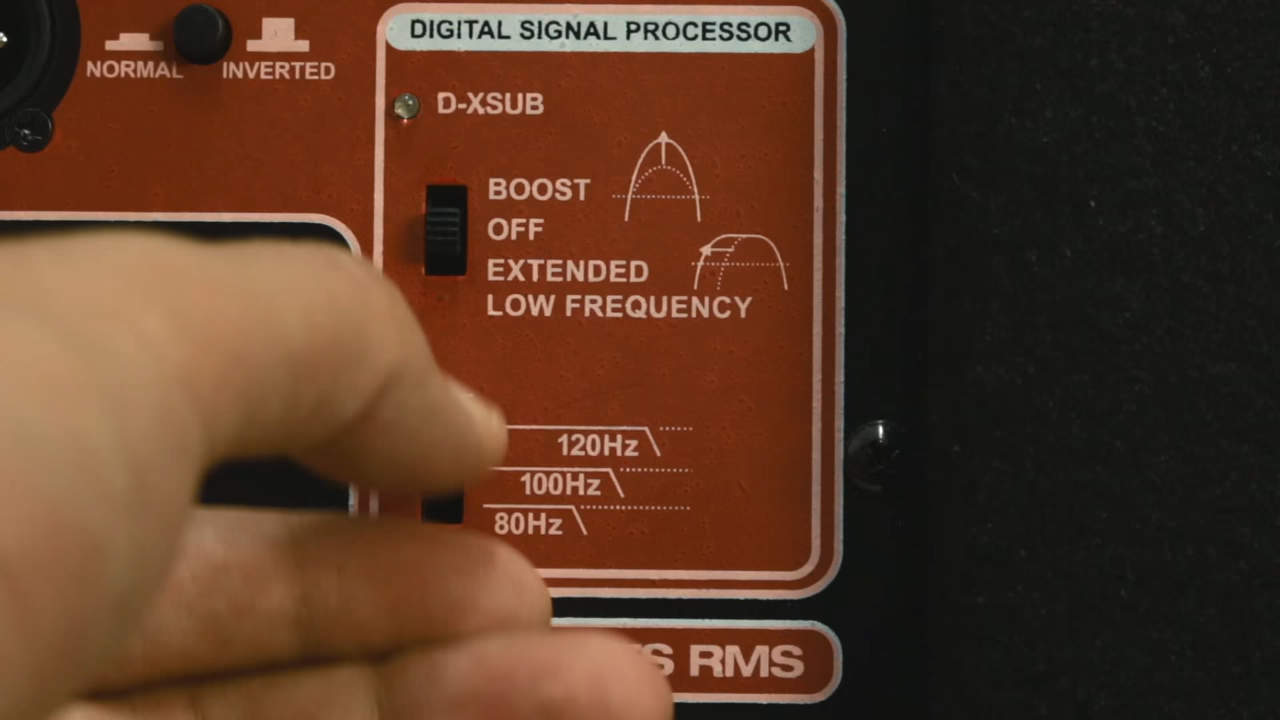 DIGITAL SIGNAL PROCESSOR
NORMAL INVERTED
D-XSUB
BOOST
OFF
EXTENDED
LOW FREQUENCY
120Hz
100Hz
80Hz
RMS